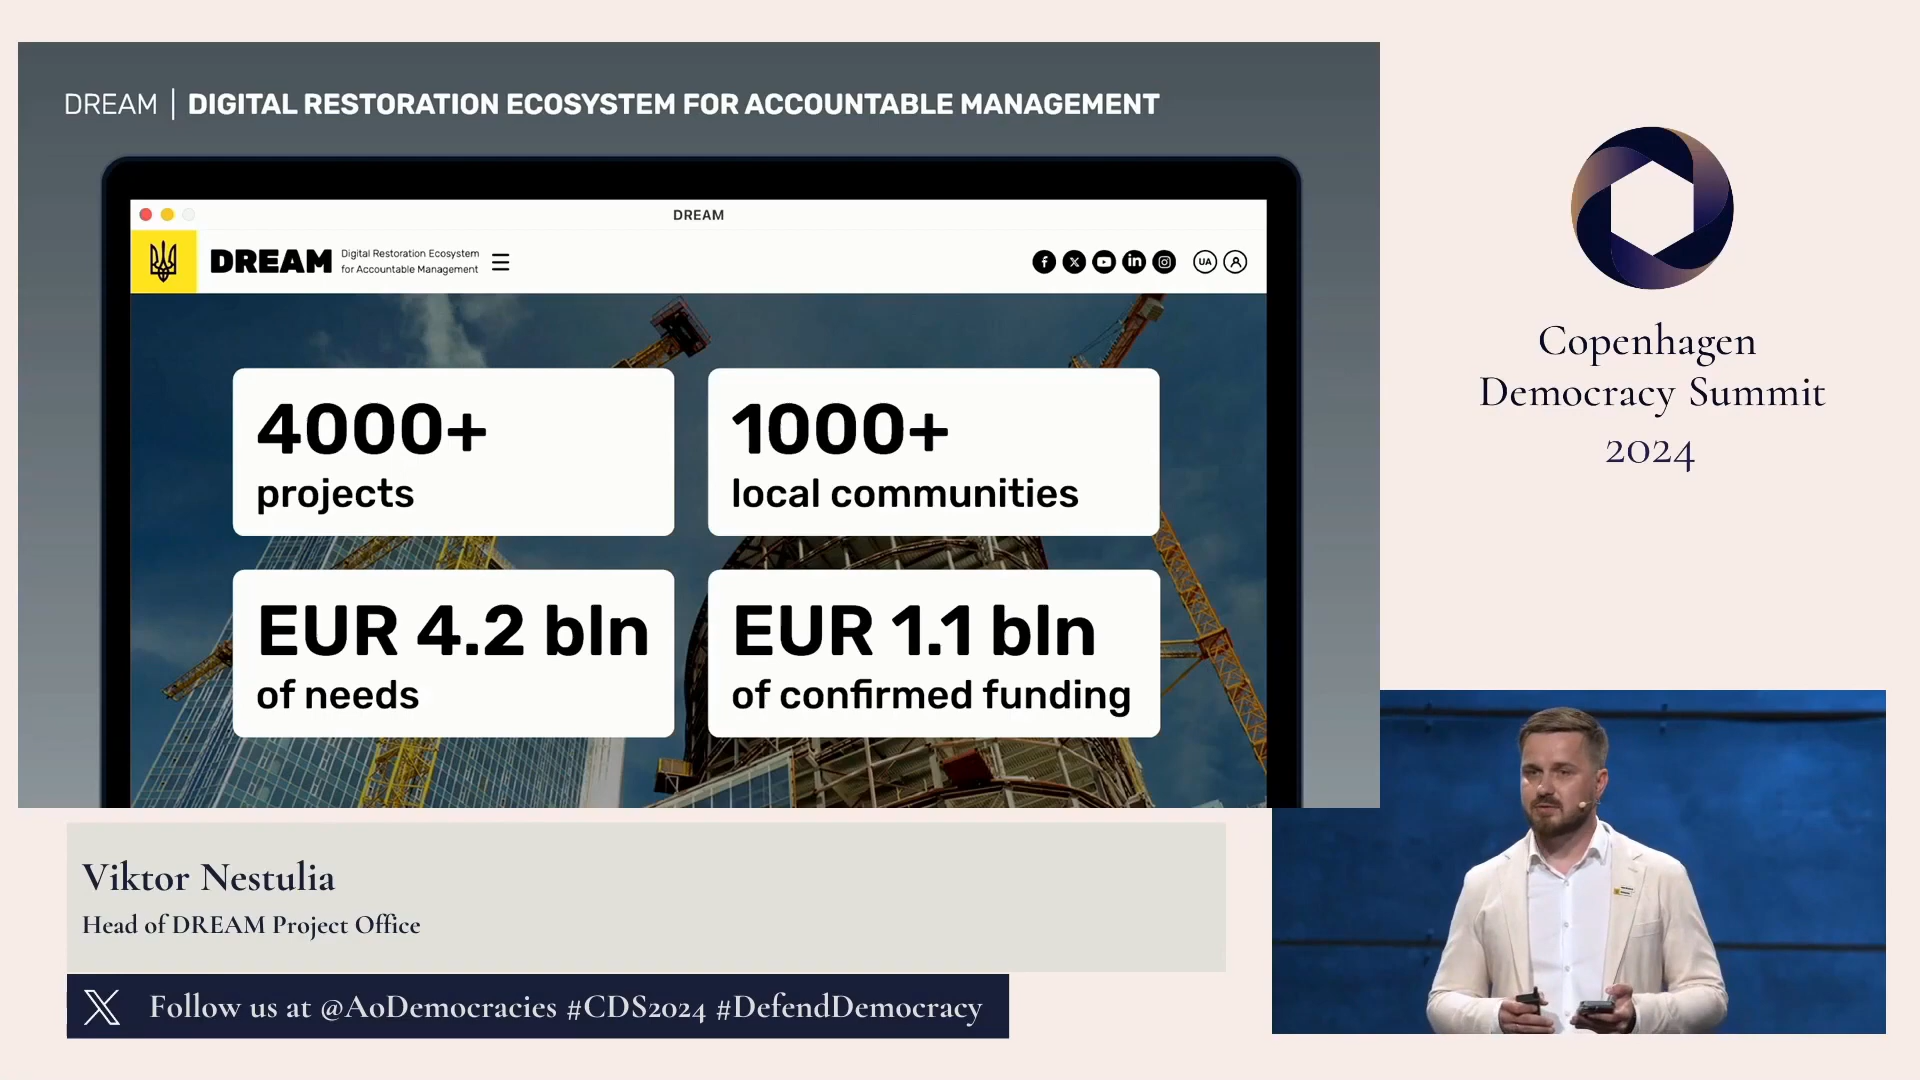 DREAM | DIGITAL RESTORATION ECOSYSTEM FOR ACCOUNTABLE MANAGEMENT
DREAM
DREAM
Digital Restoration Ecosystem
for Accountable Management
UA
4000+
projects
1000+
local communities
EUR 4.2 bln
of needs
EUR 1.1 bln
of confirmed funding
Copenhagen
Democracy Summit
2024
Viktor Nestulia
Head of DREAM Project Office
Follow us at @AoDemocracies #CDS2024 #DefendDemocracy